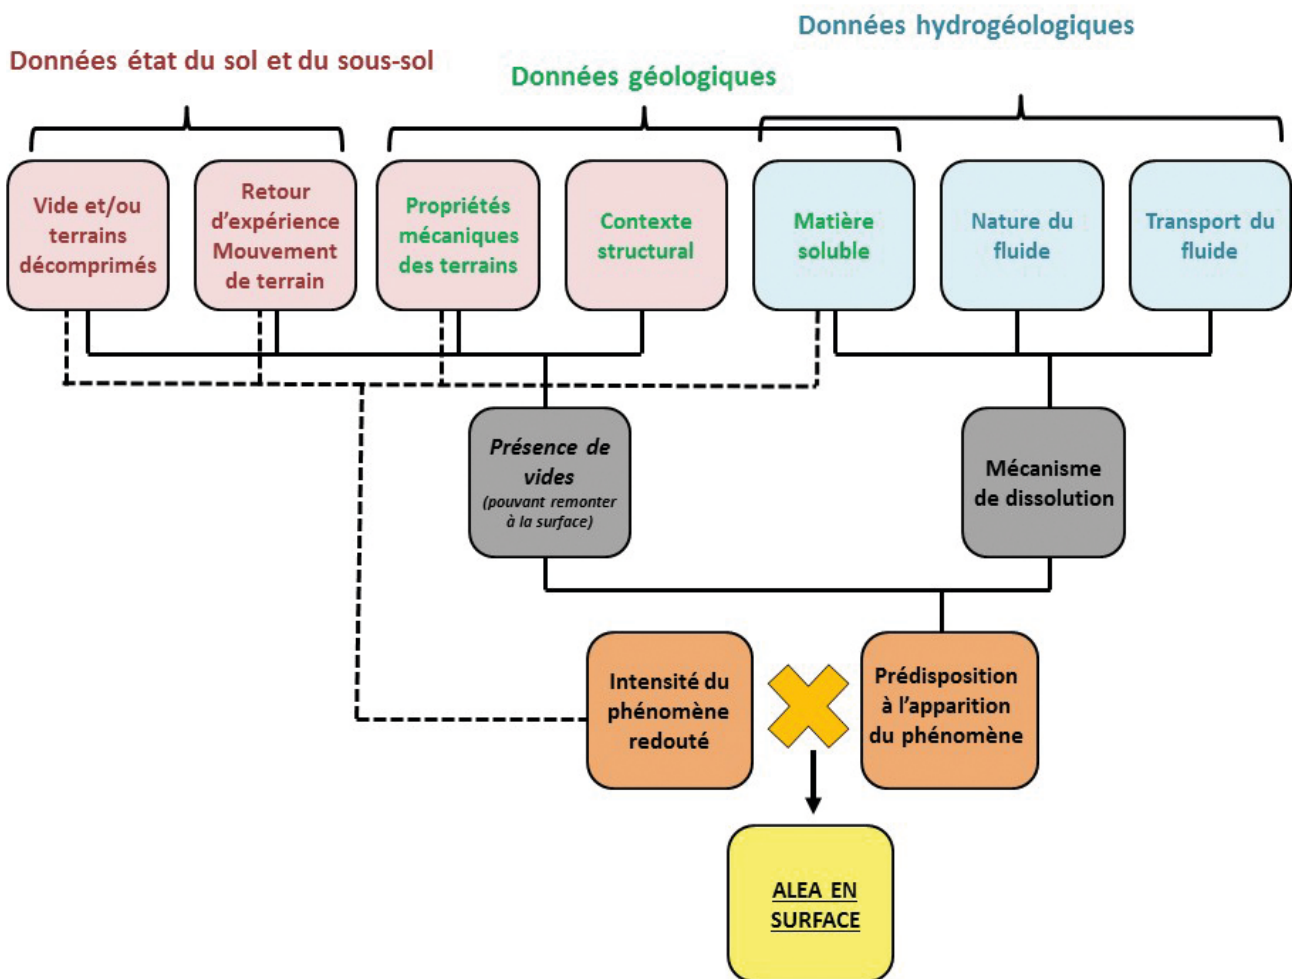 Données hydrogéologiques
Données état du sol et du sous-sol
Données géologiques
Vide et/ou
terrains
décomprimés
Retour
d'expérience
Mouvement
de terrain
Propriétés
mécaniques
des terrains
Contexte
structural
Matière
soluble
Nature du
fluide
Transport du
fluide
Présence de
vides
(pouvant remonter
à la surface)
Mécanisme
de dissolution
Intensité du
phénomène
redouté
Prédisposition
à l'apparition
du phénomène
ALEA EN
SURFACE